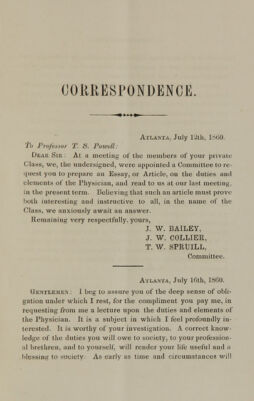 CORRESPONDENCE.
ATLANTA, July 12th, 1860.
To Professor T. S. Powell:
DEAR SIR: At a meeting of the members of your private
Class, we, the undersigned, were appointed a Committee to re-
quest you to prepare an Essay, or Article, on the duties and
elements of the Physician, and read to us at our last meeting,
in the present term. Believing that such an article must prove
both interesting and instructive to all, in the name of the
Class, we anxiously await an answer.
Remaining very respectfully, yours,
J. W. BAILEY,
J. W. COLLIER,
T. W. SPRUILL,
Committee.
ATLANTA, July 16th, 1860.
GENTLEMEN: I beg to assure you of the deep sense of obli-
gation under which I rest, for the compliment you pay me, in
requesting from me a lecture upon the duties and elements of
the Physician. It is a subject in which I feel profoundly in-
terested. It is worthy of your investigation. A correct know-
ledge of the duties you will owe to society, to your profession-
al brethren, and to yourself, will render your life useful and a
blessing to society. As early as time and circumstances will